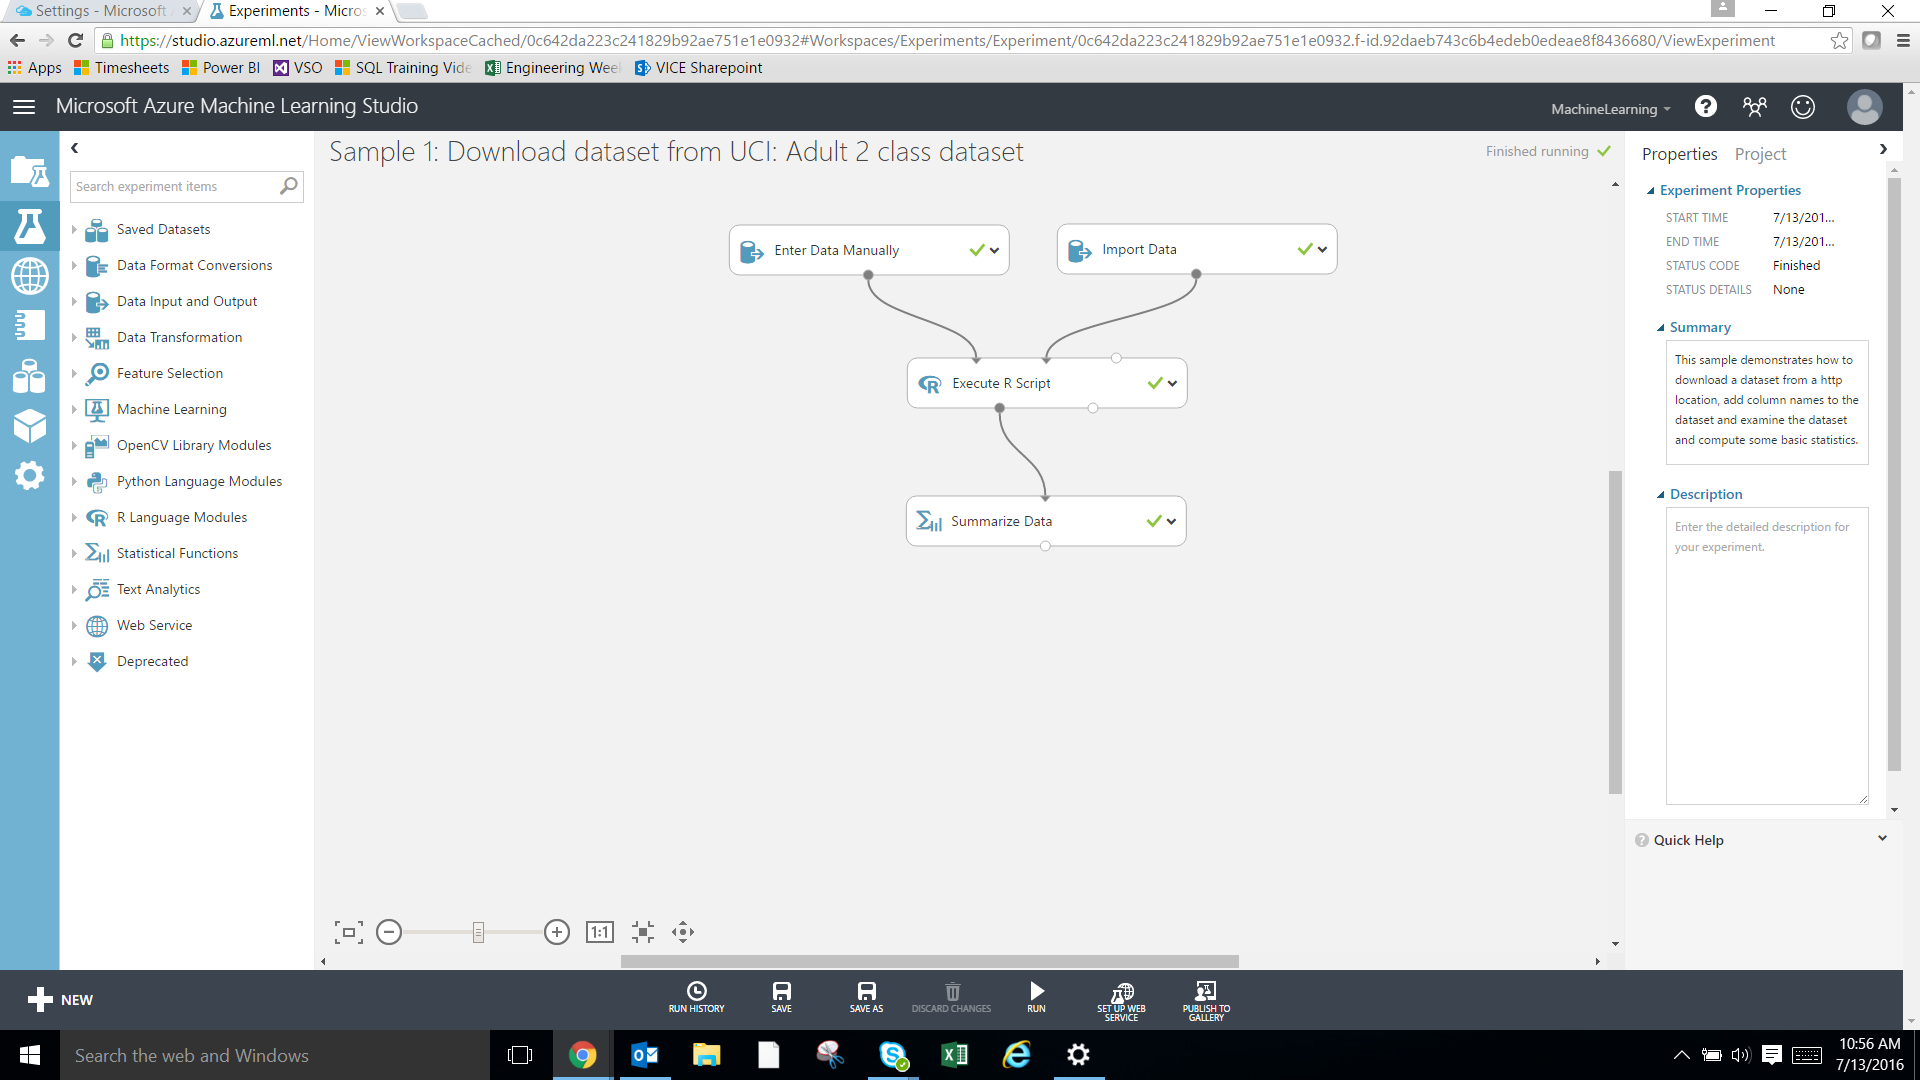 Settings - Microsoft
Experiments - Micros
https://studio.azureml.net/Home/ViewWorkspaceCached/0c642da223c241829b92ae751e1e0932#Workspaces/Experiments/Experiment/0c642da223c241829b92ae751e1e0932.f-id.92daeb743c6b4edeb0edeae8f8436680/ViewExperiment
Apps Timesheets Power BI VSO SQL Training Vide Engineering Week VICE Sharepoint
Microsoft Azure Machine Learning Studio
MachineLearning
Sample 1: Download dataset from UCI: Adult 2 class dataset
Finished running
Search experiment items
Saved Datasets
Data Format Conversions
Data Input and Output
Data Transformation
Feature Selection
Machine Learning
OpenCV Library Modules
Python Language Modules
R Language Modules
Statistical Functions
Text Analytics
Web Service
Deprecated
Enter Data Manually
Import Data
Execute R Script
Summarize Data
1:1
Properties Project
Experiment Properties
START TIME 7/13/201...
END TIME 7/13/201...
STATUS CODE Finished
STATUS DETAILS None
Summary
This sample demonstrates how to
download a dataset from a http
location, add column names to the
dataset and examine the dataset
and compute some basic statistics.
Description
Enter the detailed description for
your experiment.
Quick Help
NEW
RUN HISTORY
SAVE
SAVE AS
DISCARD CHANGES
RUN
SET UP WEB
SERVICE
PUBLISH TO
GALLERY
Search the web and Windows
10:56 AM
7/13/2016